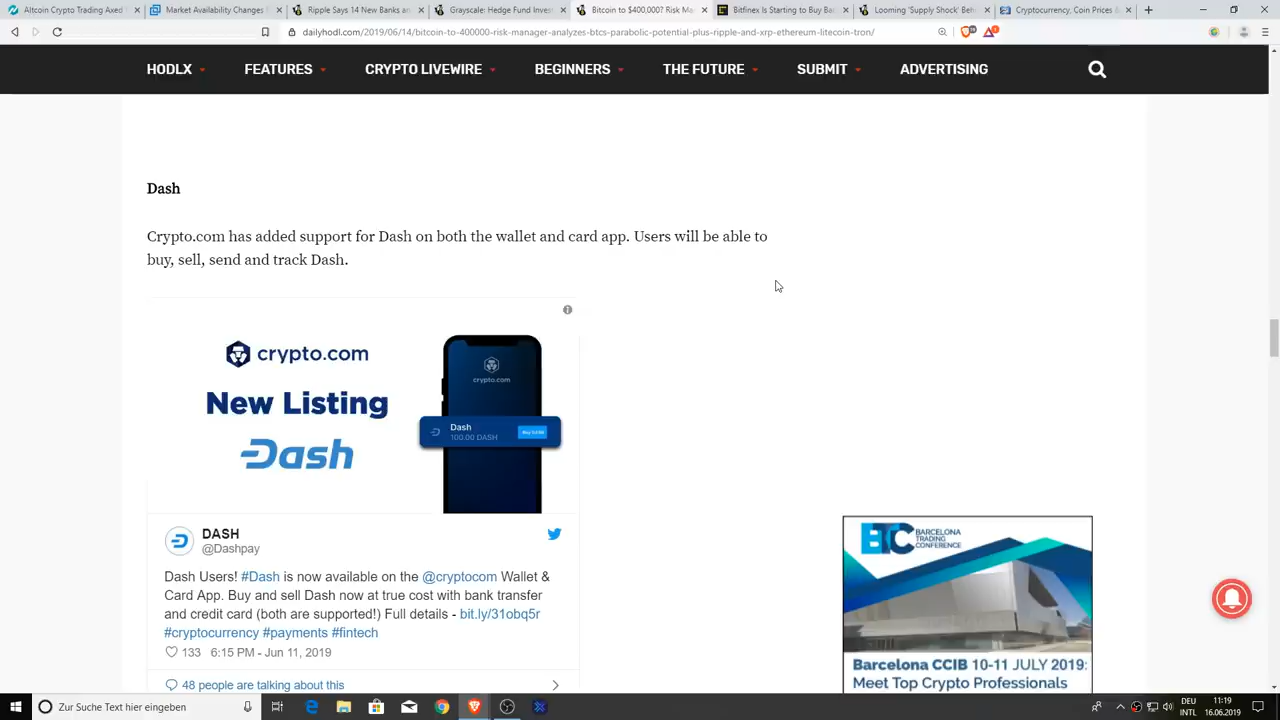 Altcoin Crypto Trading Axed
Market Availability Changes
Ripple Says 14 New Banks an
Grayscale: Hedge Fund Invest
Bitcoin to $400,000? Risk Ma
Bitfinex Is Starting to Buy Bac
Looming 'Supply Shock' Beh
Cryptocurrency, Coin Prices &
dailyhodl.com/2019/06/14/bitcoin-to-400000-risk-manager-analyzes-btcs-parabolic-potential-plus-ripple-and-xrp-ethereum-litecoin-tron/
HODLX
FEATURES
CRYPTO LIVEWIRE
BEGINNERS
THE FUTURE
SUBMIT
ADVERTISING
Dash
Crypto.com has added support for Dash on both the wallet and card app. Users will be able to
buy, sell, send and track Dash.
crypto.com
New Listing
Dash
crypto.com
Dash
100.00 DASH
DASH
@Dashpay
Dash Users! #Dash is now available on the @cryptocom Wallet &
Card App. Buy and sell Dash now at true cost with bank transfer
and credit card (both are supported!) Full details - bit.ly/31obq5r
#cryptocurrency #payments #fintech
133 6:15 PM - Jun 11, 2019
48 people are talking about this
BTC BARCELONA
TRADING
CONFERENCE
Barcelona CCIB 10-11 JULY 2019:
Meet Top Crypto Professionals
Zur Suche Text hier eingeben
DEU
INTL
11:19
16.06.2019